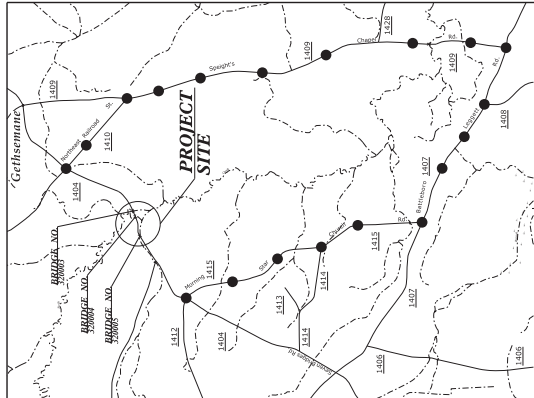 1428
Chapel
Rd.
1409
Speight's
1409
Rd.
1409
St.
Leggett
1408
Gethsemane
Northeast Railroad
1410
PROJECT
SITE
1407
1404
Battleboro
BRIDGE NO.
320003
BRIDGE NO.
320004
BRIDGE NO.
320005
Morning
1415
Star
Chapel
Rd.
1415
1414
1413
1407
1412
1404
1414
1406
1406